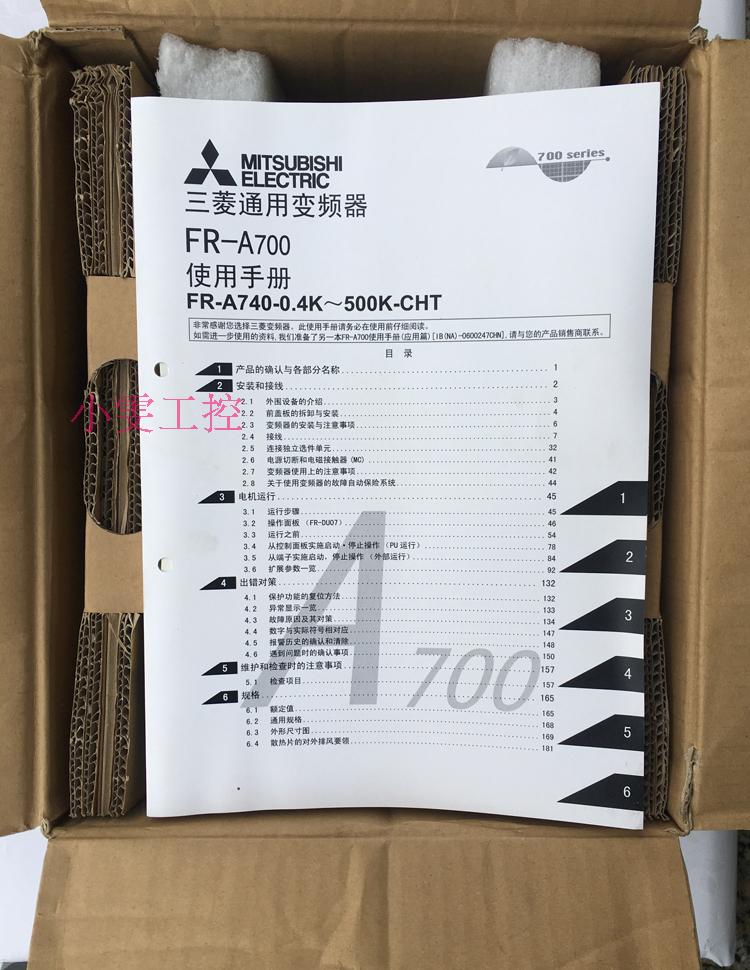 700 series
MITSUBISHI
ELECTRIC
三菱通用变频器
FR-A700
使用手册
FR-A740-0.4K～500K-CHT
非常感谢您选择三菱变频器。此使用手册请务必在使用前仔细阅读。
如需进一步使用的资料,我们准备了另一本FR-A700使用手册(应用篇)[IB(NA)-0600247CHN],请与您的产品销售商联系。
目 录
1 产品的确认与各部分名称 1
2 安装和接线 2
2.1 外围设备的介绍 3
2.2 前盖板的拆卸与安装 4
2.3 变频器的安装与注意事项 6
2.4 接线 7
2.5 连接独立选件单元 32
2.6 电源切断和电磁接触器(MC) 41
2.7 变频器使用上的注意事项 42
2.8 关于使用变频器的故障自动保险系统 44
3 电机运行 45
3.1 运行步骤 45
3.2 操作面板 (FR-DU07) 46
3.3 运行之前 54
3.4 从控制面板实施启动·停止操作 (PU 运行) 78
3.5 从端子实施启动，停止操作 (外部运行) 84
3.6 扩展参数一览 92
4 出错对策 132
4.1 保护功能的复位方法 132
4.2 异常显示一览 133
4.3 故障原因及其对策 134
4.4 数字与实际符号相对应 147
4.5 报警历史的确认和清除 148
4.6 遇到问题时的确认事项 150
5 维护和检查时的注意事项 157
5.1 检查项目 157
6 规格 165
6.1 额定值 165
6.2 通用规格 168
6.3 外形尺寸图 169
6.4 散热片的对外排风要领 181
A700
1
2
3
4
5
6
小雯工控